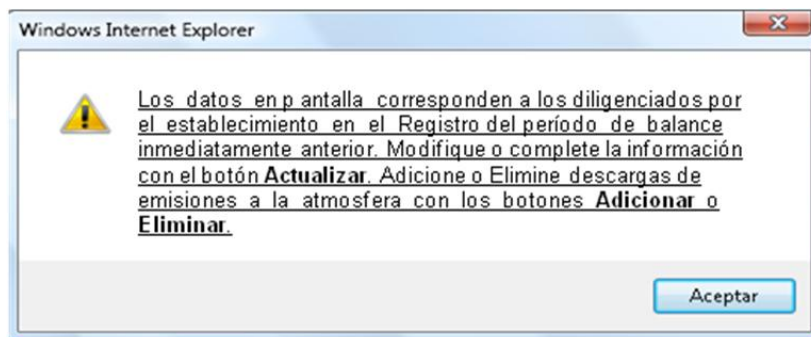 Windows Internet Explorer
Los datos en p antalla corresponden a los diligenciados por
el establecimiento en el Registro del período de balance
inmediatamente anterior. Modifique o complete la información
con el botón Actualizar. Adicione o Elimine descargas de
emisiones a la atmosfera con los botones Adicionar o
Eliminar.
Aceptar